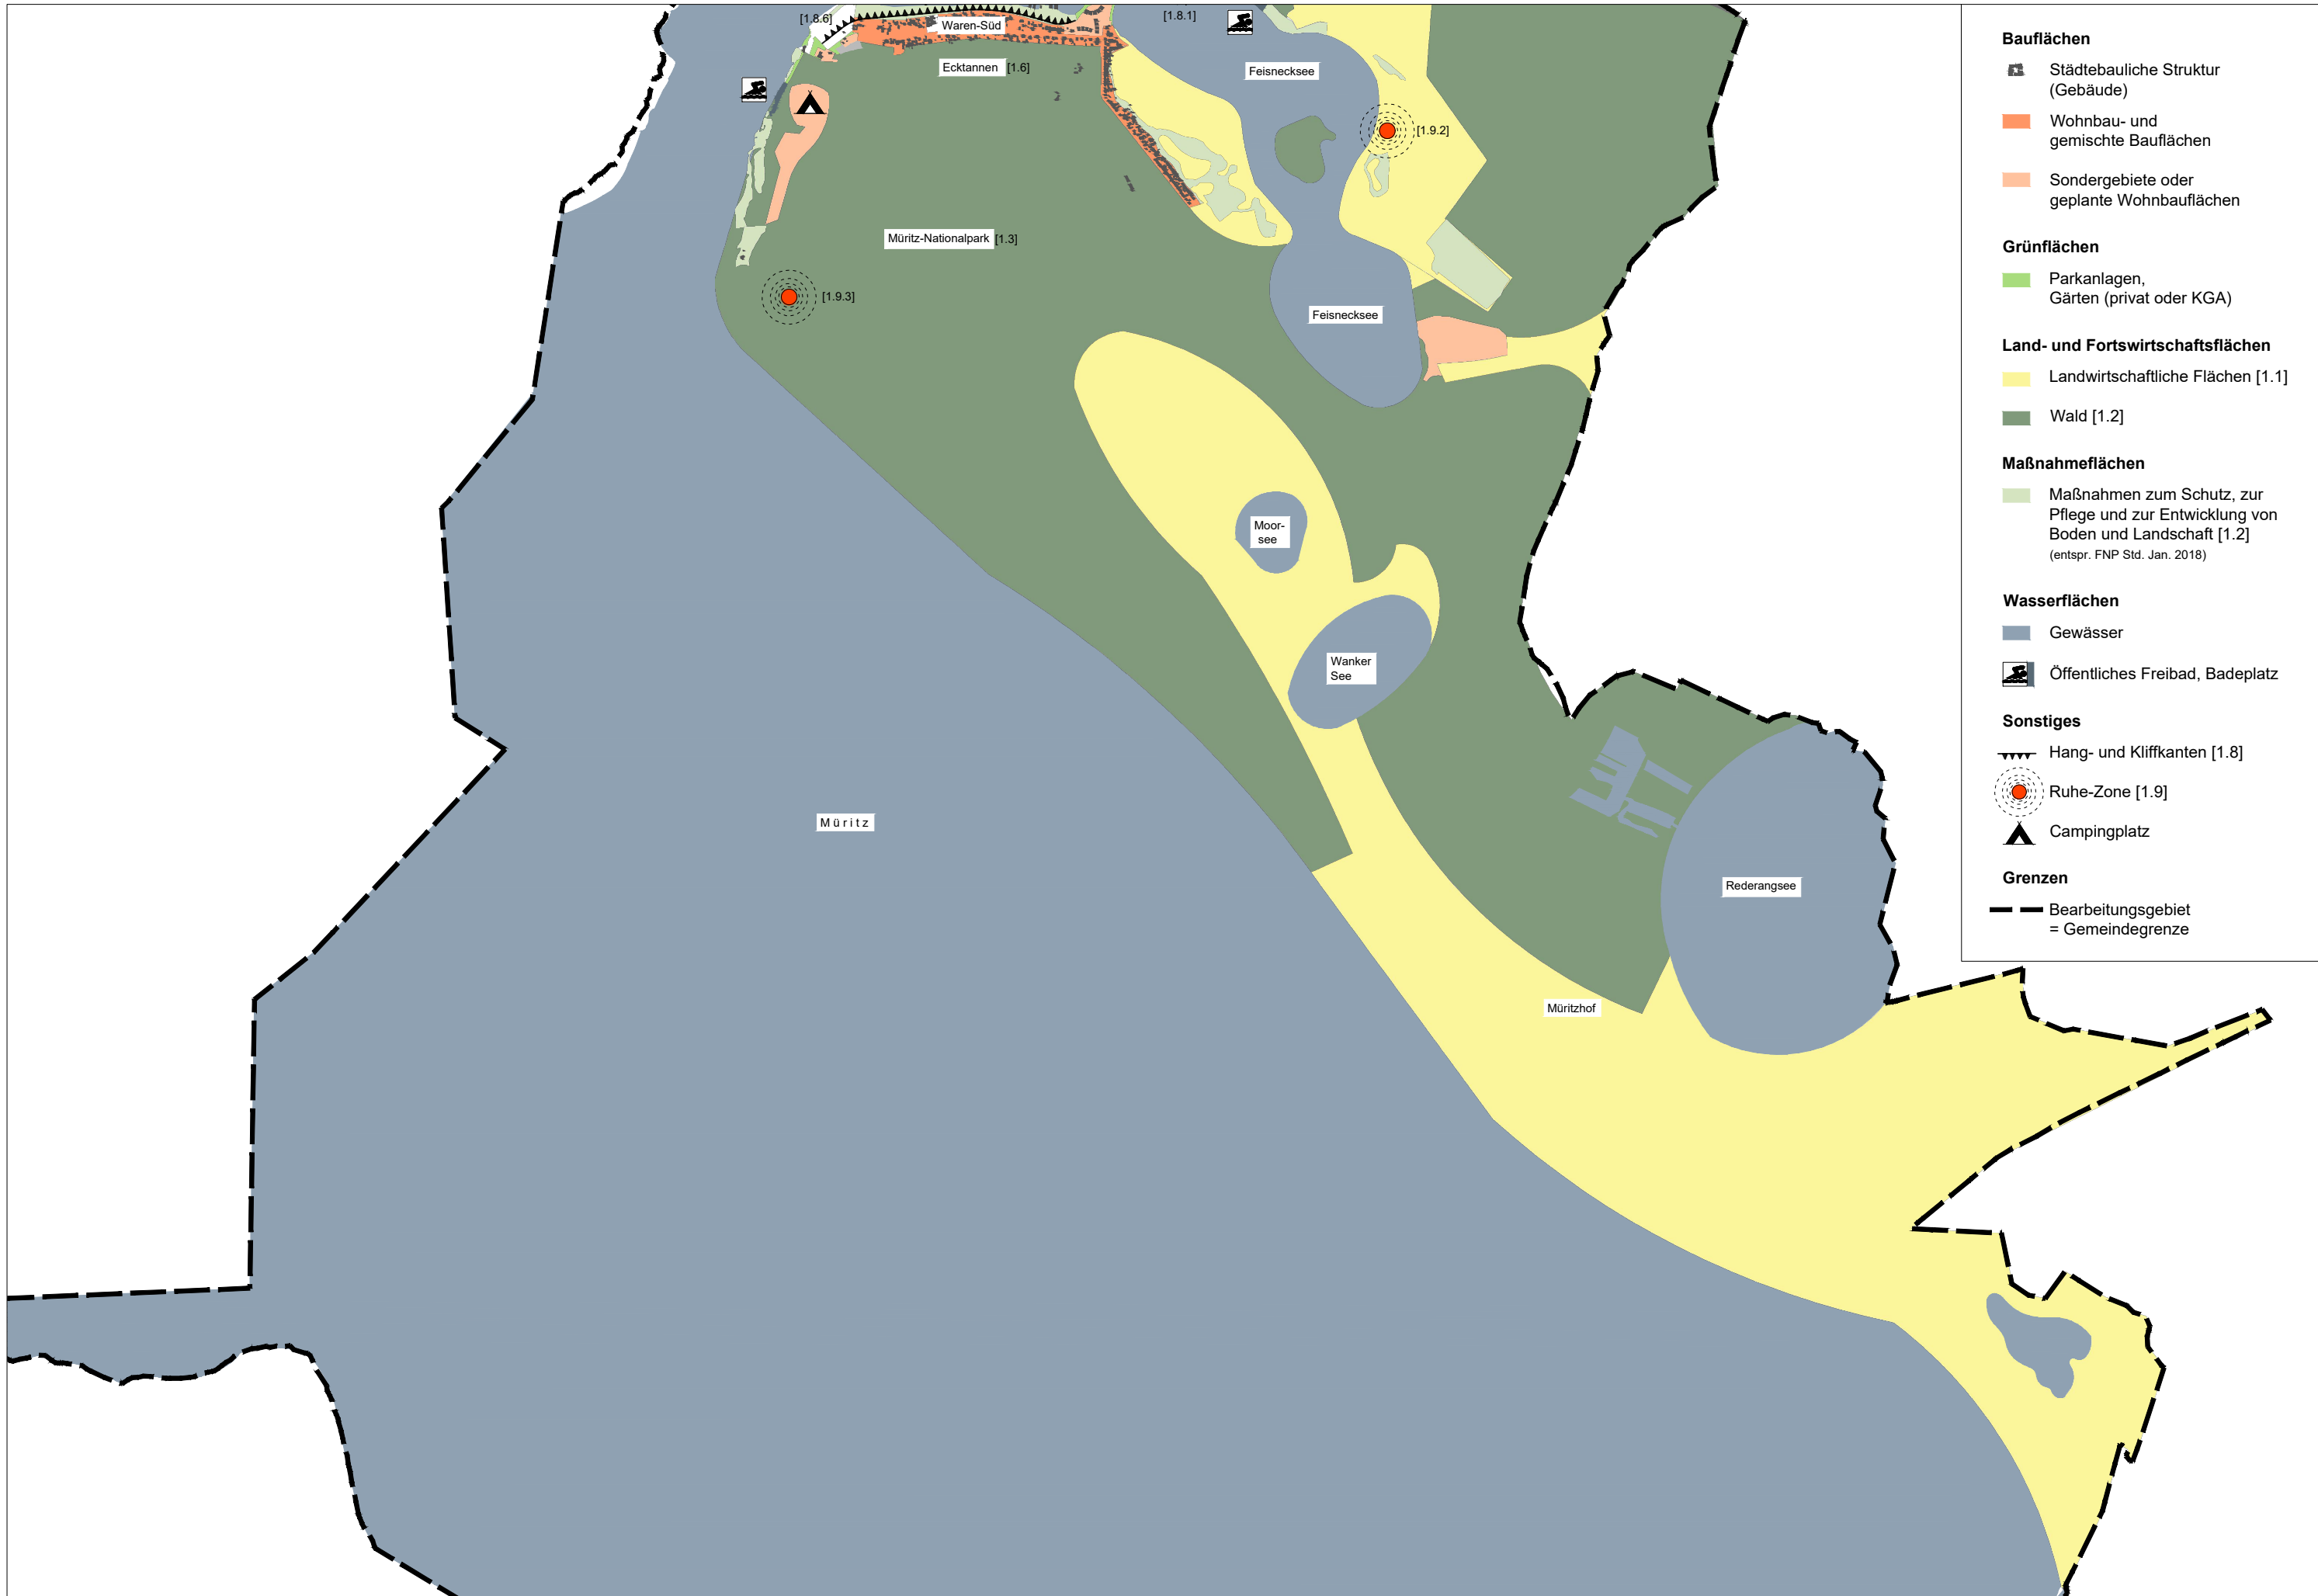 [1.8.6]
Waren-Süd
[1.8.1]
Ecktannen [1.6]
Feisnecksee
[1.9.2]
Müritz-Nationalpark [1.3]
[1.9.3]
Feisnecksee
Moor-
see
Wanker
See
Müritz
Rederangsee
Müritzhof
Bauflächen
Städtebauliche Struktur
(Gebäude)
Wohnbau- und
gemischte Bauflächen
Sondergebiete oder
geplante Wohnbauflächen
Grünflächen
Parkanlagen,
Gärten (privat oder KGA)
Land- und Fortswirtschaftsflächen
Landwirtschaftliche Flächen [1.1]
Wald [1.2]
Maßnahmeflächen
Maßnahmen zum Schutz, zur
Pflege und zur Entwicklung von
Boden und Landschaft [1.2]
(entspr. FNP Std. Jan. 2018)
Wasserflächen
Gewässer
Öffentliches Freibad, Badeplatz
Sonstiges
Hang- und Kliffkanten [1.8]
Ruhe-Zone [1.9]
Campingplatz
Grenzen
Bearbeitungsgebiet
= Gemeindegrenze